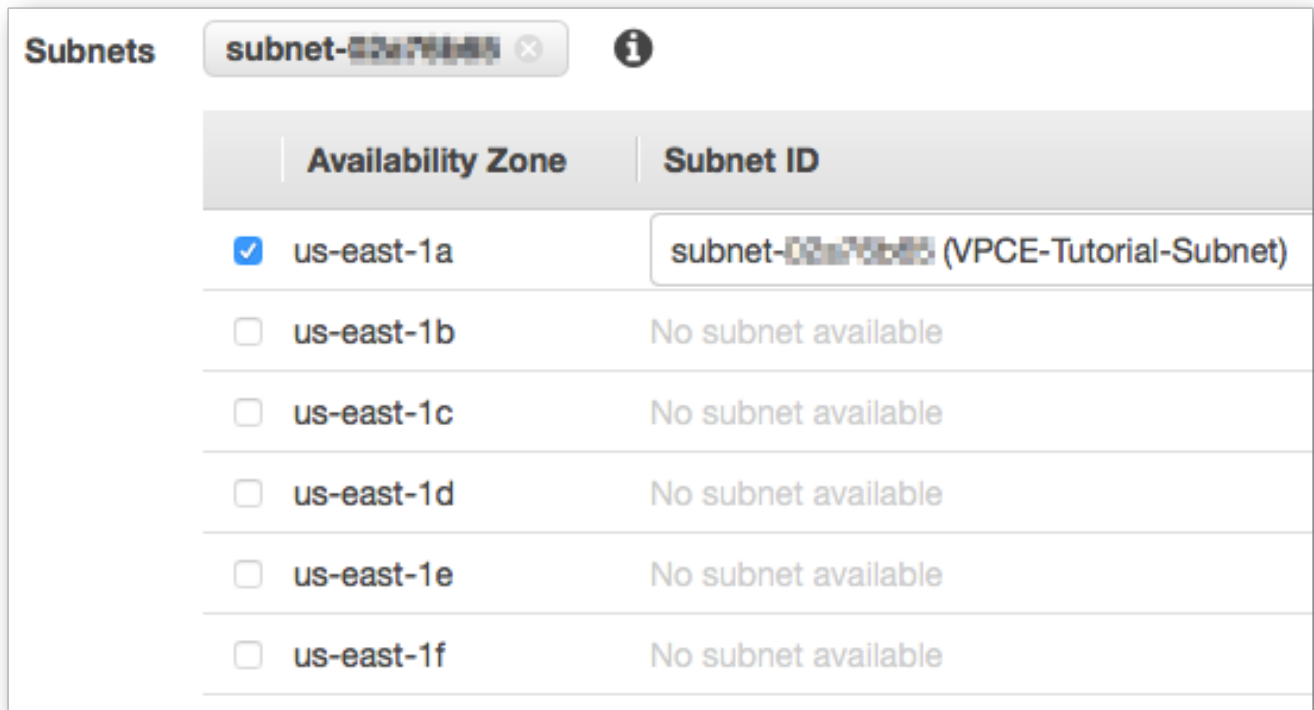 Subnets subnet-
Availability Zone Subnet ID
us-east-1a subnet- (VPCE-Tutorial-Subnet)
us-east-1b No subnet available
us-east-1c No subnet available
us-east-1d No subnet available
us-east-1e No subnet available
us-east-1f No subnet available